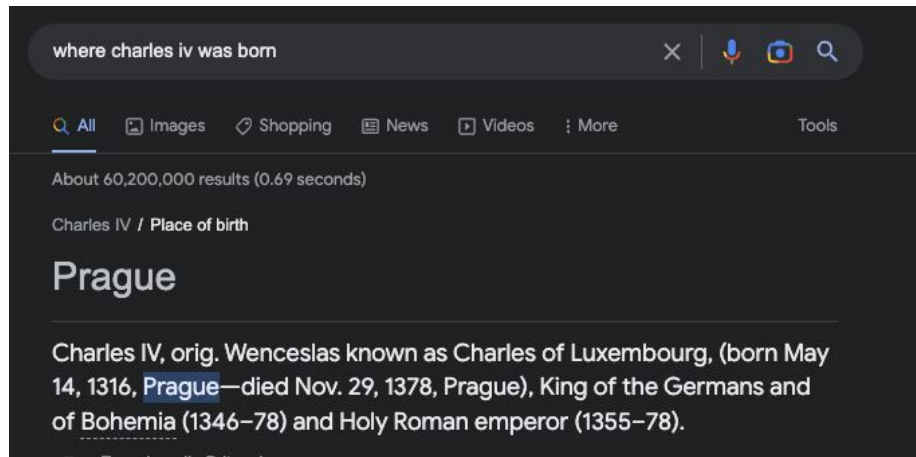 where charles iv was born
All Images Shopping News Videos More Tools
About 60,200,000 results (0.69 seconds)
Charles IV / Place of birth
Prague
Charles IV, orig. Wenceslas known as Charles of Luxembourg, (born May
14, 1316, Prague—died Nov. 29, 1378, Prague), King of the Germans and
of Bohemia (1346–78) and Holy Roman emperor (1355–78).